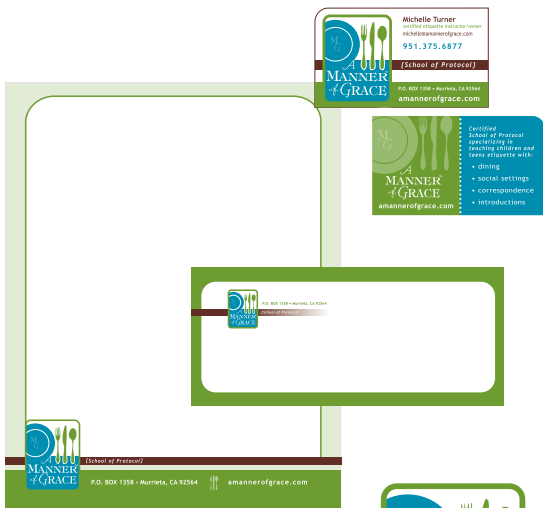 Michelle Turner
certified etiquette instructor/owner
michelle@amannerofgrace.com
951.375.6877
[School of Protocol]
MG
A
MANNER
of GRACE
P.O. BOX 1358 • Murrieta, CA 92564
amannerofgrace.com
MG
A
MANNER™
of GRACE
amannerofgrace.com
Certified
School of Protocol
specializing in
teaching children and
teens etiquette with:
• dining
• social settings
• correspondence
• introductions
P.O. BOX 1358 • Murrieta, CA 92564
[School of Protocol]
A
MANNER
of GRACE
MG
A
MANNER
of GRACE
[School of Protocol]
P.O. BOX 1358 • Murrieta, CA 92564
amannerofgrace.com